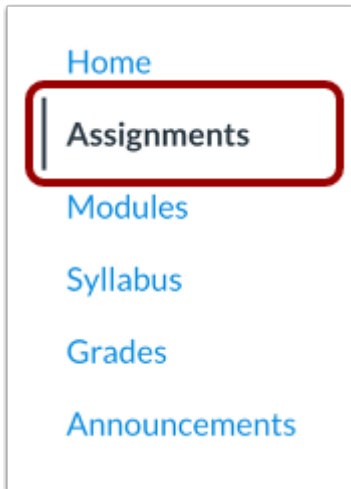 Home
Assignments
Modules
Syllabus
Grades
Announcements